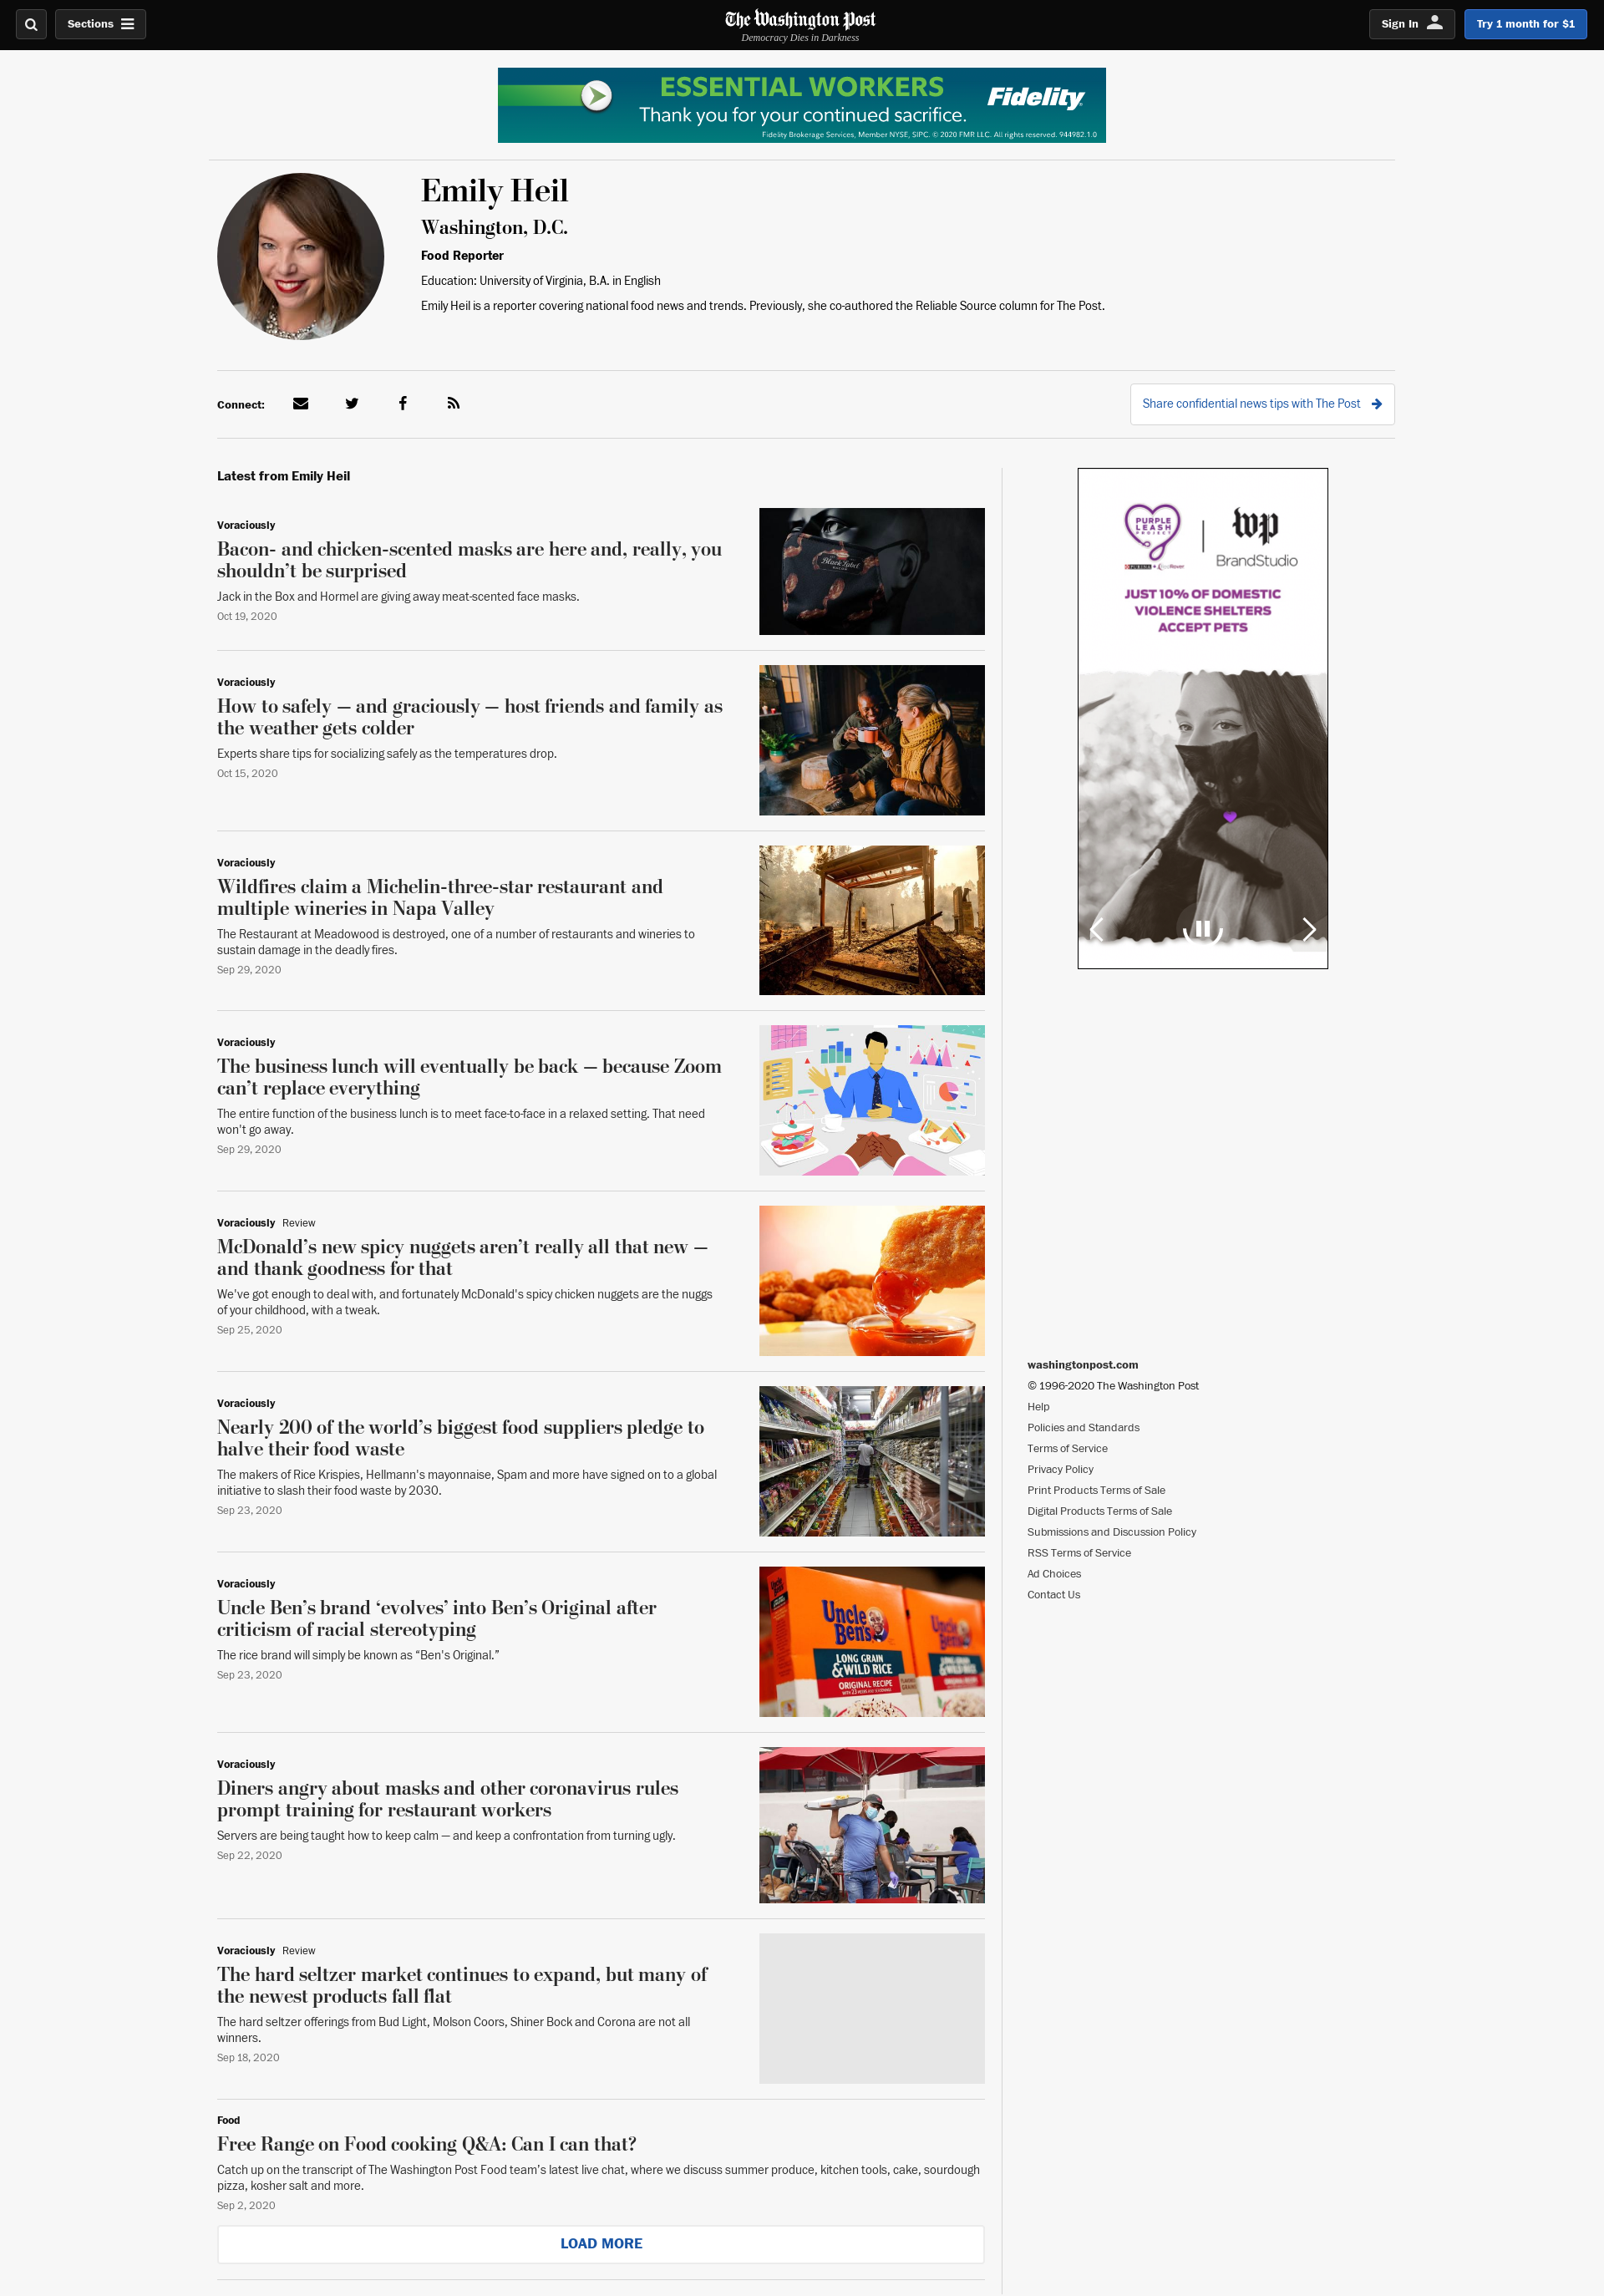 Sections
The Washington Post
Democracy Dies in Darkness
Sign In
Try 1 month for $1
ESSENTIAL WORKERS
Thank you for your continued sacrifice.
Fidelity
Fidelity Brokerage Services, Member NYSE, SIPC. © 2020 FMR LLC. All rights reserved. 944982.1.0
Emily Heil
Washington, D.C.
Food Reporter
Education: University of Virginia, B.A. in English
Emily Heil is a reporter covering national food news and trends. Previously, she co-authored the Reliable Source column for The Post.
Connect:
Share confidential news tips with The Post
Latest from Emily Heil
Voraciously
Bacon- and chicken-scented masks are here and, really, you
shouldn’t be surprised
Jack in the Box and Hormel are giving away meat-scented face masks.
Oct 19, 2020
Black Label
Voraciously
How to safely — and graciously — host friends and family as
the weather gets colder
Experts share tips for socializing safely as the temperatures drop.
Oct 15, 2020
Voraciously
Wildfires claim a Michelin-three-star restaurant and
multiple wineries in Napa Valley
The Restaurant at Meadowood is destroyed, one of a number of restaurants and wineries to
sustain damage in the deadly fires.
Sep 29, 2020
Voraciously
The business lunch will eventually be back — because Zoom
can’t replace everything
The entire function of the business lunch is to meet face-to-face in a relaxed setting. That need
won't go away.
Sep 29, 2020
Voraciously Review
McDonald’s new spicy nuggets aren’t really all that new —
and thank goodness for that
We've got enough to deal with, and fortunately McDonald's spicy chicken nuggets are the nuggs
of your childhood, with a tweak.
Sep 25, 2020
Voraciously
Nearly 200 of the world’s biggest food suppliers pledge to
halve their food waste
The makers of Rice Krispies, Hellmann's mayonnaise, Spam and more have signed on to a global
initiative to slash their food waste by 2030.
Sep 23, 2020
Voraciously
Uncle Ben’s brand ‘evolves’ into Ben’s Original after
criticism of racial stereotyping
The rice brand will simply be known as “Ben's Original.”
Sep 23, 2020
Uncle
Ben's
LONG GRAIN
& WILD RICE
ORIGINAL RECIPE
Voraciously
Diners angry about masks and other coronavirus rules
prompt training for restaurant workers
Servers are being taught how to keep calm — and keep a confrontation from turning ugly.
Sep 22, 2020
Voraciously Review
The hard seltzer market continues to expand, but many of
the newest products fall flat
The hard seltzer offerings from Bud Light, Molson Coors, Shiner Bock and Corona are not all
winners.
Sep 18, 2020
Food
Free Range on Food cooking Q&A: Can I can that?
Catch up on the transcript of The Washington Post Food team’s latest live chat, where we discuss summer produce, kitchen tools, cake, sourdough
pizza, kosher salt and more.
Sep 2, 2020
LOAD MORE
PURPLE
LEASH
PROJECT
PURINA
wp
BrandStudio
JUST 10% OF DOMESTIC
VIOLENCE SHELTERS
ACCEPT PETS
washingtonpost.com
© 1996-2020 The Washington Post
Help
Policies and Standards
Terms of Service
Privacy Policy
Print Products Terms of Sale
Digital Products Terms of Sale
Submissions and Discussion Policy
RSS Terms of Service
Ad Choices
Contact Us